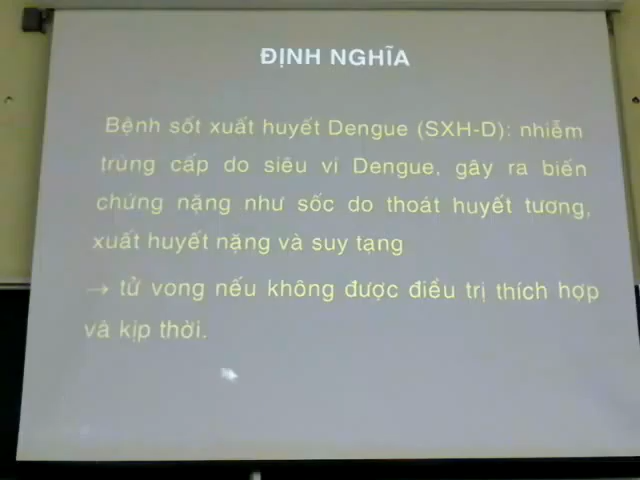 ĐỊNH NGHĨA
Bệnh sốt xuất huyết Dengue (SXH-D): nhiễm
trùng cấp do siêu vi Dengue, gây ra biến
chứng nặng như sốc do thoát huyết tương,
xuất huyết nặng và suy tạng
→ tử vong nếu không được điều trị thích hợp
và kịp thời.